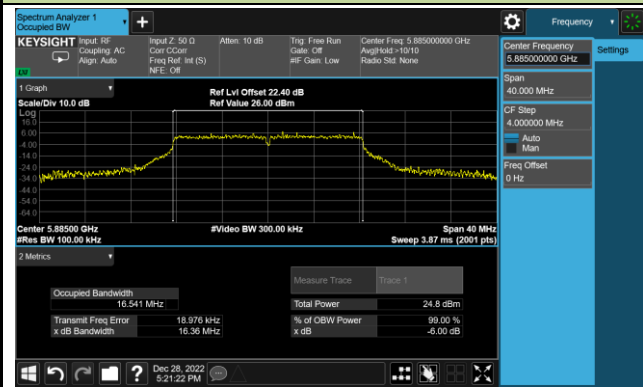 Spectrum Analyzer 1
Occupied BW
Frequency
KEYSIGHT
Input: RF
Coupling: AC
Align: Auto
Input Z: 50 Ω
Corr CCorr
Freq Ref: Int (S)
NFE: Off
Atten: 10 dB
Trig: Free Run
Gate: Off
#IF Gain: Low
Center Freq: 5.885000000 GHz
Avg|Hold:>10/10
Radio Std: None
Center Frequency
5.885000000 GHz
Settings
Span
40.000 MHz
CF Step
4.000000 MHz
Auto
Man
Freq Offset
0 Hz
1 Graph
Scale/Div 10.0 dB
Ref Lvl Offset 22.40 dB
Ref Value 26.00 dBm
Log
16.0
6.00
-4.00
-14.0
-24.0
-34.0
-44.0
-54.0
-64.0
Center 5.88500 GHz
#Res BW 100.00 kHz
#Video BW 300.00 kHz
Span 40 MHz
Sweep 3.87 ms (2001 pts)
2 Metrics
Measure Trace
Trace 1
Occupied Bandwidth
16.541 MHz
Total Power
24.8 dBm
Transmit Freq Error
18.976 kHz
% of OBW Power
99.00 %
x dB Bandwidth
16.36 MHz
x dB
-6.00 dB
Dec 28, 2022
5:21:22 PM